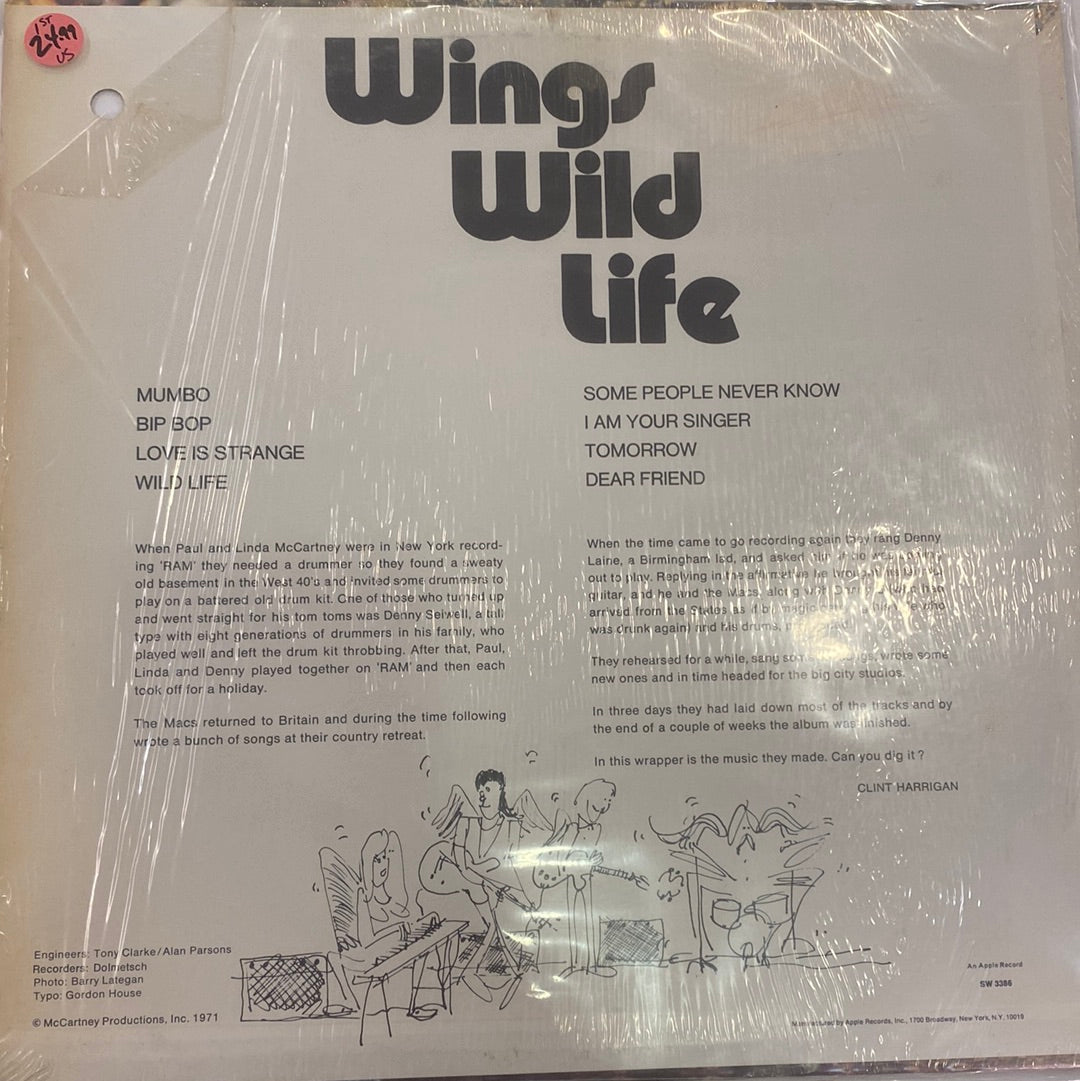 1ST
24.99
US
Wings
Wild
Life
MUMBO
BIP BOP
LOVE IS STRANGE
WILD LIFE
SOME PEOPLE NEVER KNOW
I AM YOUR SINGER
TOMORROW
DEAR FRIEND
When Paul and Linda McCartney were in New York record-
ing 'RAM' they needed a drummer so they found a sweaty
old basement in the West 40's and invited some drummers to
play on a battered old drum kit. One of those who turned up
and went straight for his tom toms was Denny Seiwell, a tall
type with eight generations of drummers in his family, who
played well and left the drum kit throbbing. After that, Paul,
Linda and Denny played together on 'RAM' and then each
took off for a holiday.
The Macs returned to Britain and during the time following
wrote a bunch of songs at their country retreat.
When the time came to go recording again they rang Denny
Laine, a Birmingham lad, and asked him if he was
out to play. Replying in the affirmative he brought his
guitar, and he and the Macs, along with Denny S (who had
arrived from the States as if by magic
was drunk again) and his drums,
They rehearsed for a while, sang some wrote some
new ones and in time headed for the big city studios.
In three days they had laid down most of the tracks and by
the end of a couple of weeks the album was finished.
In this wrapper is the music they made. Can you dig it?
CLINT HARRIGAN
Engineers: Tony Clarke/Alan Parsons
Recorders: Dolmetsch
Photo: Barry Lategan
Typo: Gordon House
© McCartney Productions, Inc. 1971
An Apple Record
SW 3386
Manufactured by Apple Records, Inc., 1700 Broadway, New York, N.Y. 10019